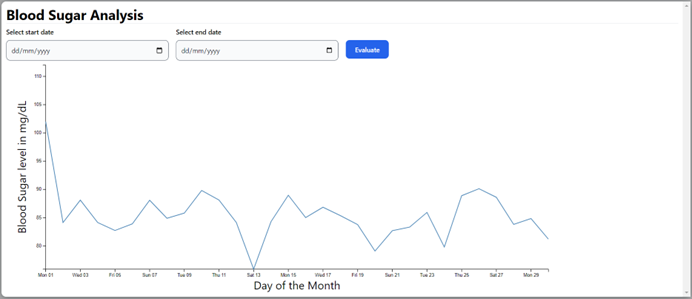 Blood Sugar Analysis
Select start date
Select end date
dd/mm/yyyy
dd/mm/yyyy
Evaluate
Blood Sugar level in mg/dL
110
105
100
95
90
85
80
Mon 01 Wed 03 Fri 05 Sun 07 Tue 09 Thu 11 Sat 13 Mon 15 Wed 17 Fri 19 Sun 21 Tue 23 Thu 25 Sat 27 Mon 29
Day of the Month